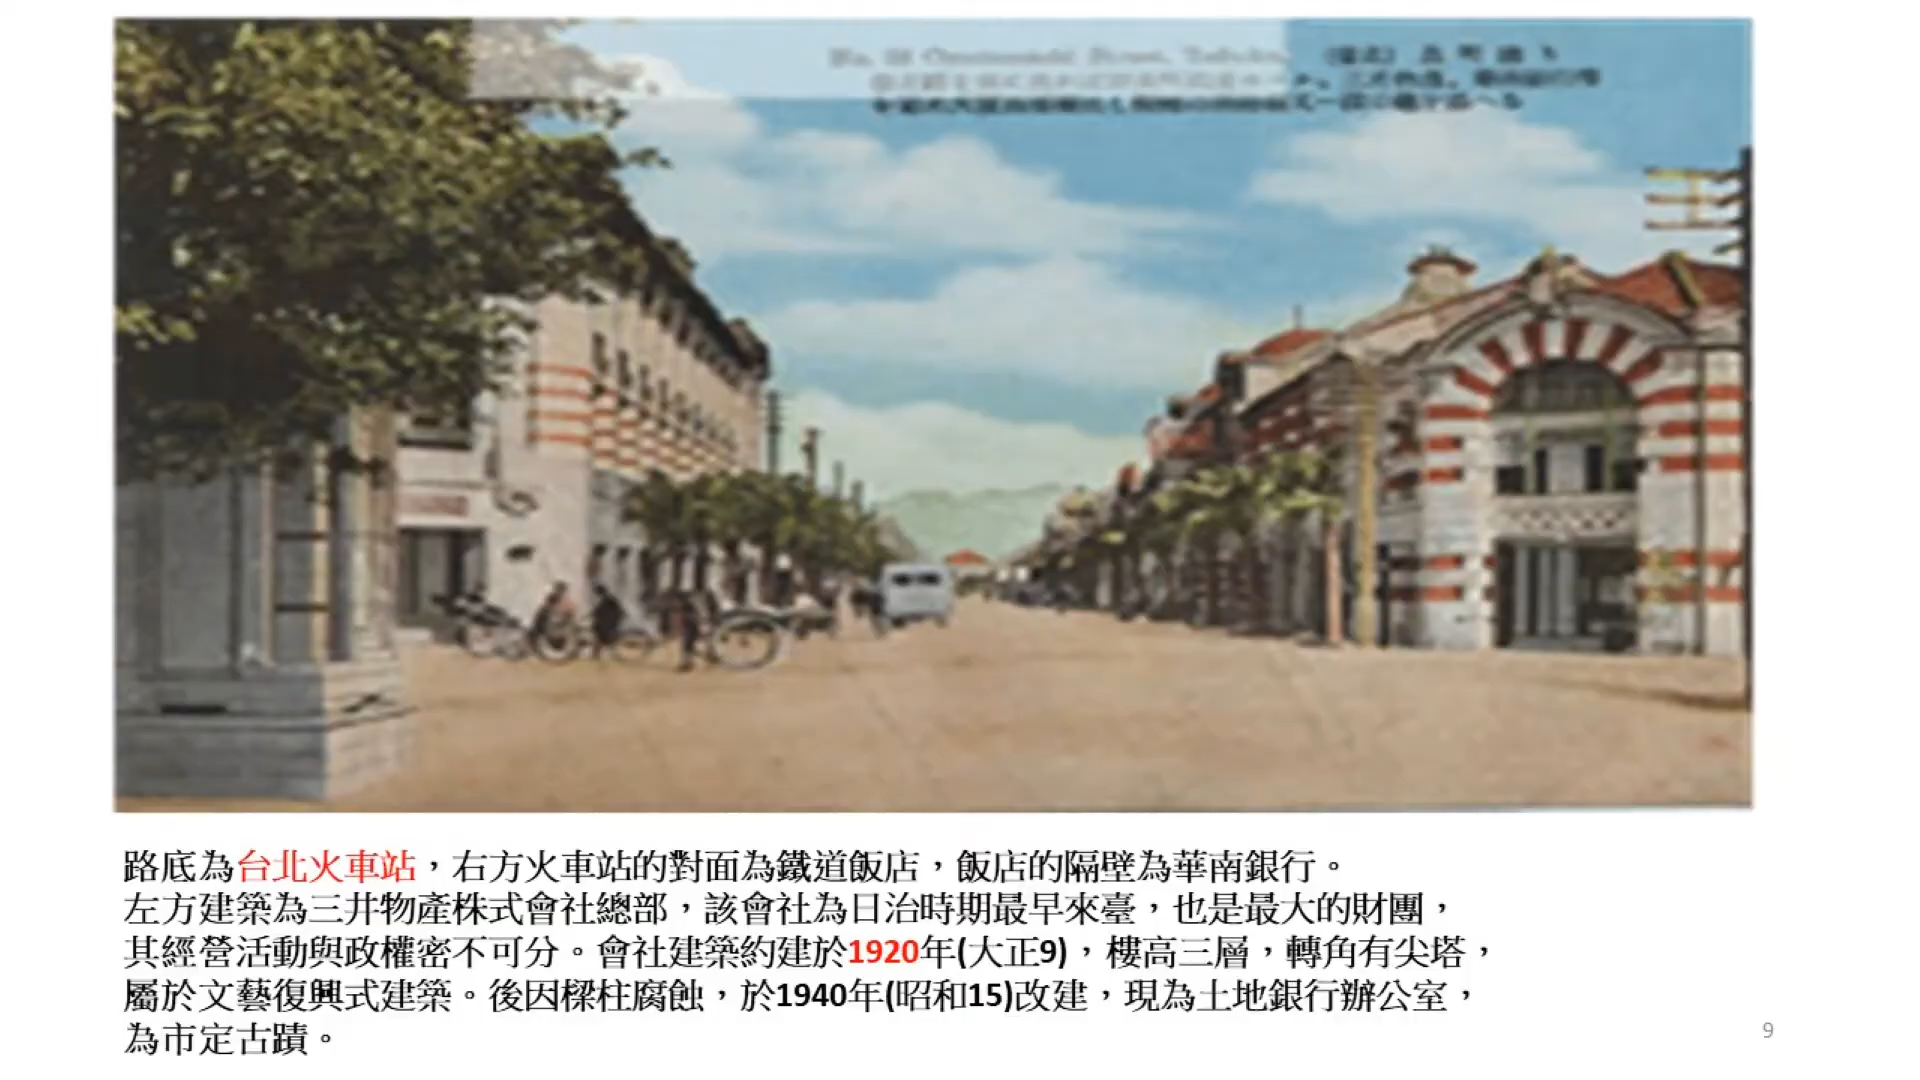 路底為台北火車站，右方火車站的對面為鐵道飯店，飯店的隔壁為華南銀行。
左方建築為三井物產株式會社總部，該會社為日治時期最早來臺，也是最大的財團，
其經營活動與政權密不可分。會社建築約建於1920年(大正9)，樓高三層，轉角有尖塔，
屬於文藝復興式建築。後因樑柱腐蝕，於1940年(昭和15)改建，現為土地銀行辦公室，
為市定古蹟。
9